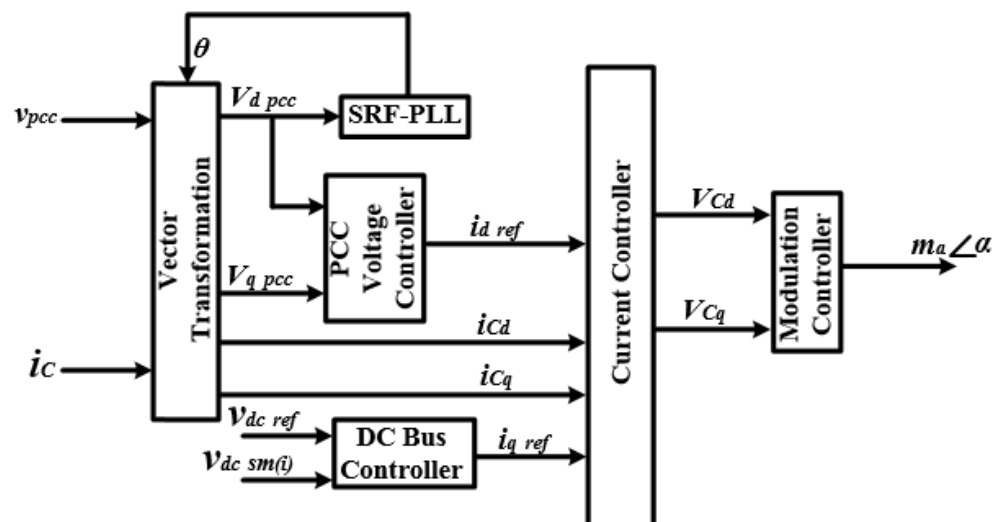 θ
V_d pcc
SRF-PLL
v_pcc
Vector
Transformation
PCC
Voltage
Controller
i_d ref
V_q pcc
i_C
i_Cd
i_Cq
v_dc ref
v_dc sm(i)
DC Bus
Controller
i_q ref
Current Controller
V_Cd
V_Cq
Modulation
Controller
m_a∠α